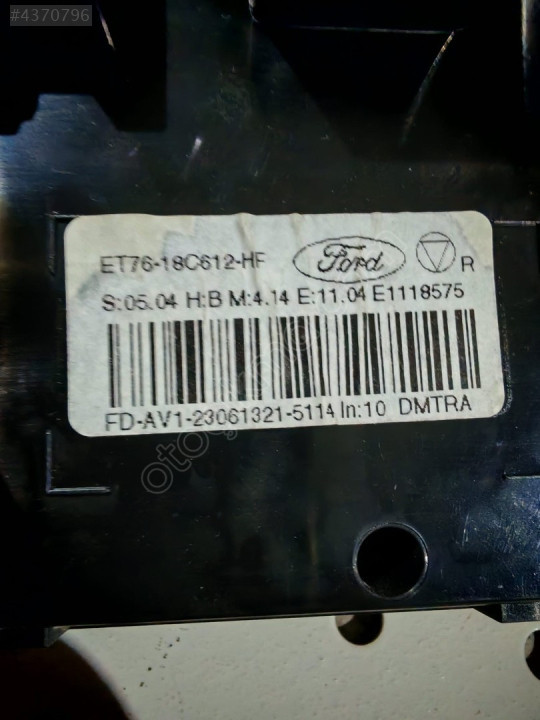 #4370796
ET76-18C612-HF Ford R
S:05.04 H:B M:4.14 E:11.04 E1118575
FD-AV1-23061321-5114 In:10 DMTRA